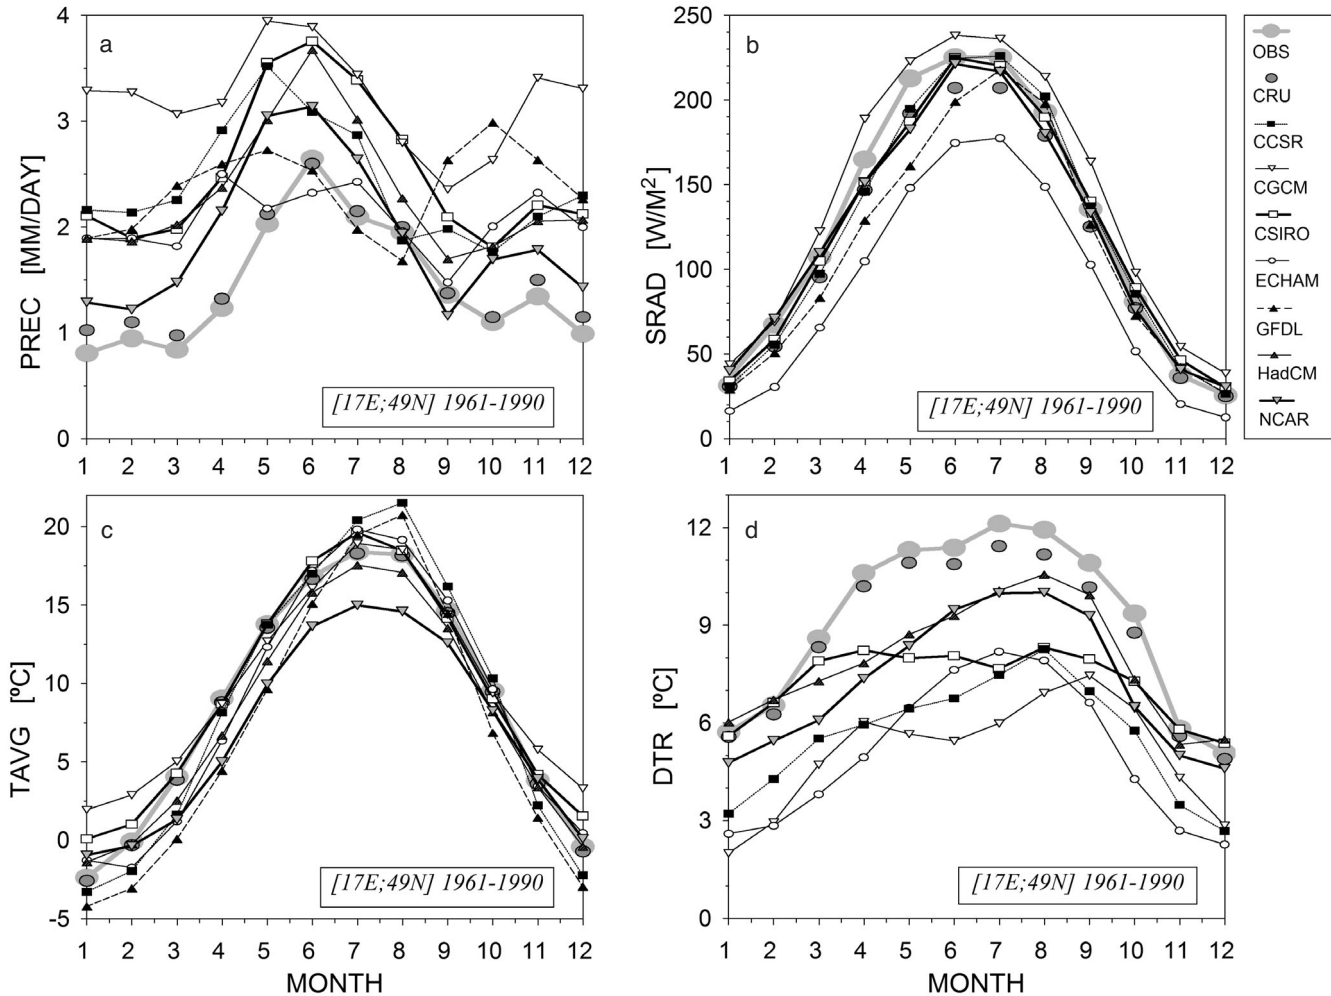 a
PREC [MM/DAY]
4
3
2
1
0
1 2 3 4 5 6 7 8 9 10 11 12
[17E;49N] 1961-1990
b
SRAD [W/M²]
250
200
150
100
50
0
1 2 3 4 5 6 7 8 9 10 11 12
[17E;49N] 1961-1990
OBS
CRU
CCSR
CGCM
CSIRO
ECHAM
GFDL
HadCM
NCAR
c
TAVG [ºC]
20
15
10
5
0
-5
1 2 3 4 5 6 7 8 9 10 11 12
MONTH
[17E;49N] 1961-1990
d
DTR [ºC]
12
9
6
3
0
1 2 3 4 5 6 7 8 9 10 11 12
MONTH
[17E;49N] 1961-1990